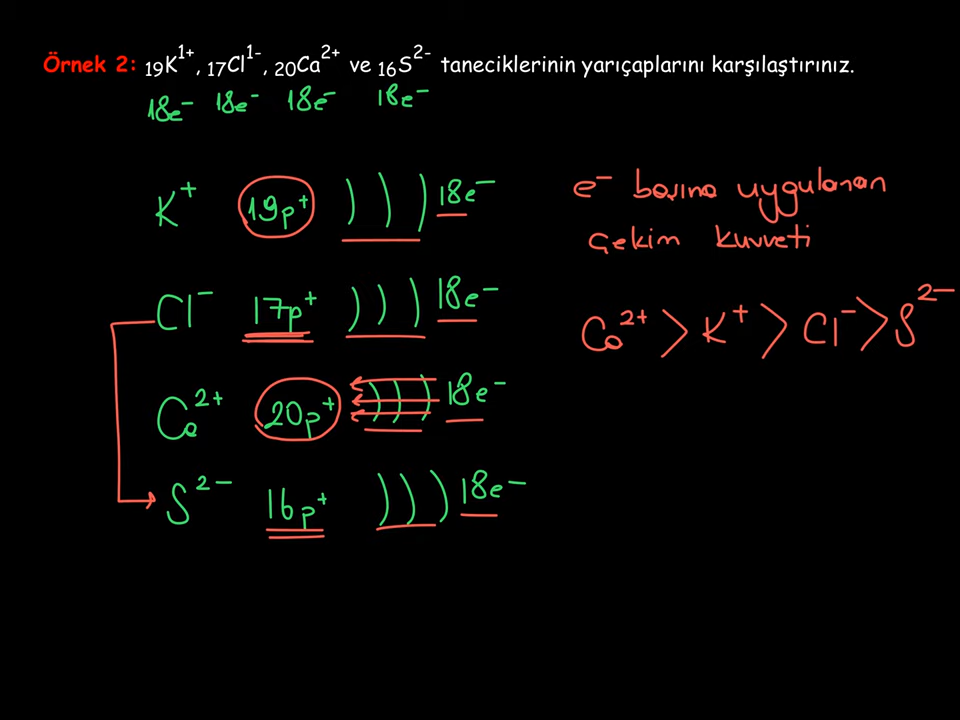 Örnek 2: ₁₉K¹⁺, ₁₇Cl¹⁻, ₂₀Ca²⁺ ve ₁₆S²⁻ taneciklerinin yarıçaplarını karşılaştırınız.
18e⁻ 18e⁻ 18e⁻ 18e⁻
K⁺ 19p⁺ ) ) ) 18e⁻
Cl⁻ 17p⁺ ) ) ) 18e⁻
Ca²⁺ 20p⁺ ) ) ) 18e⁻
S²⁻ 16p⁺ ) ) ) 18e⁻
e⁻ başına uygulanan
çekim kuvveti
Ca²⁺ > K⁺ > Cl⁻ > S²⁻